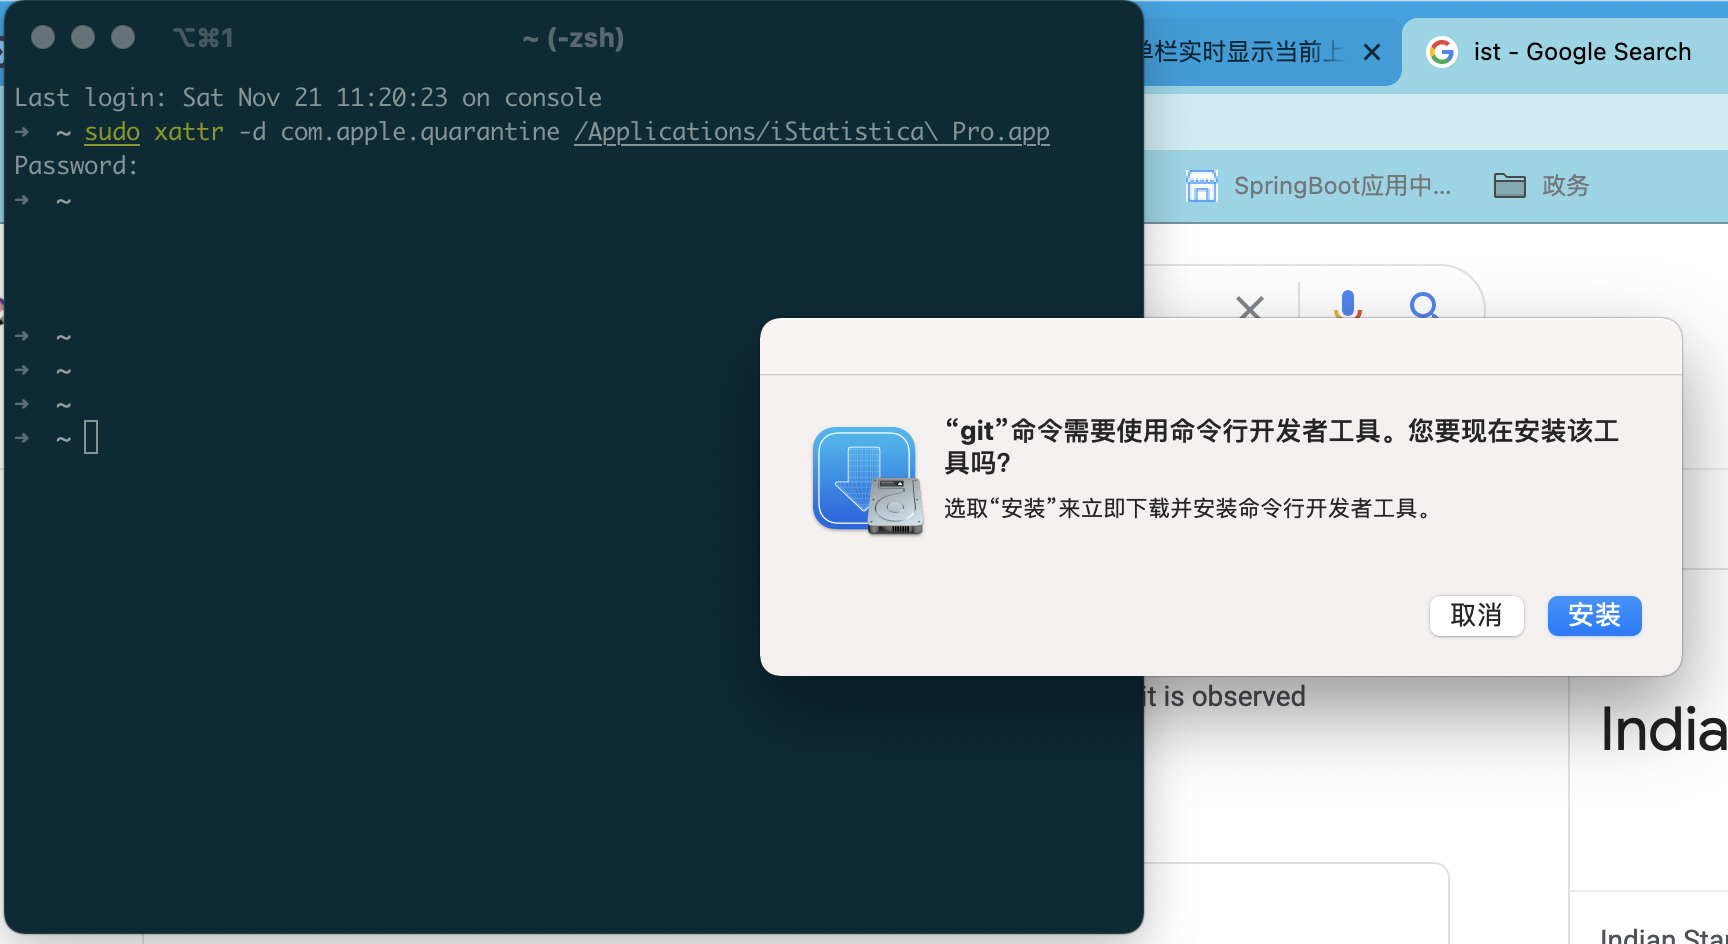 ⌥⌘1
~ (-zsh)
单栏实时显示当前上
ist - Google Search
Last login: Sat Nov 21 11:20:23 on console
➜ ~ sudo xattr -d com.apple.quarantine /Applications/iStatistica\ Pro.app
Password:
➜ ~
SpringBoot应用中...
政务
➜ ~
➜ ~
➜ ~
➜ ~
“git”命令需要使用命令行开发者工具。您要现在安装该工
具吗?
选取“安装”来立即下载并安装命令行开发者工具。
取消
安装
it is observed
India
Indian Sta